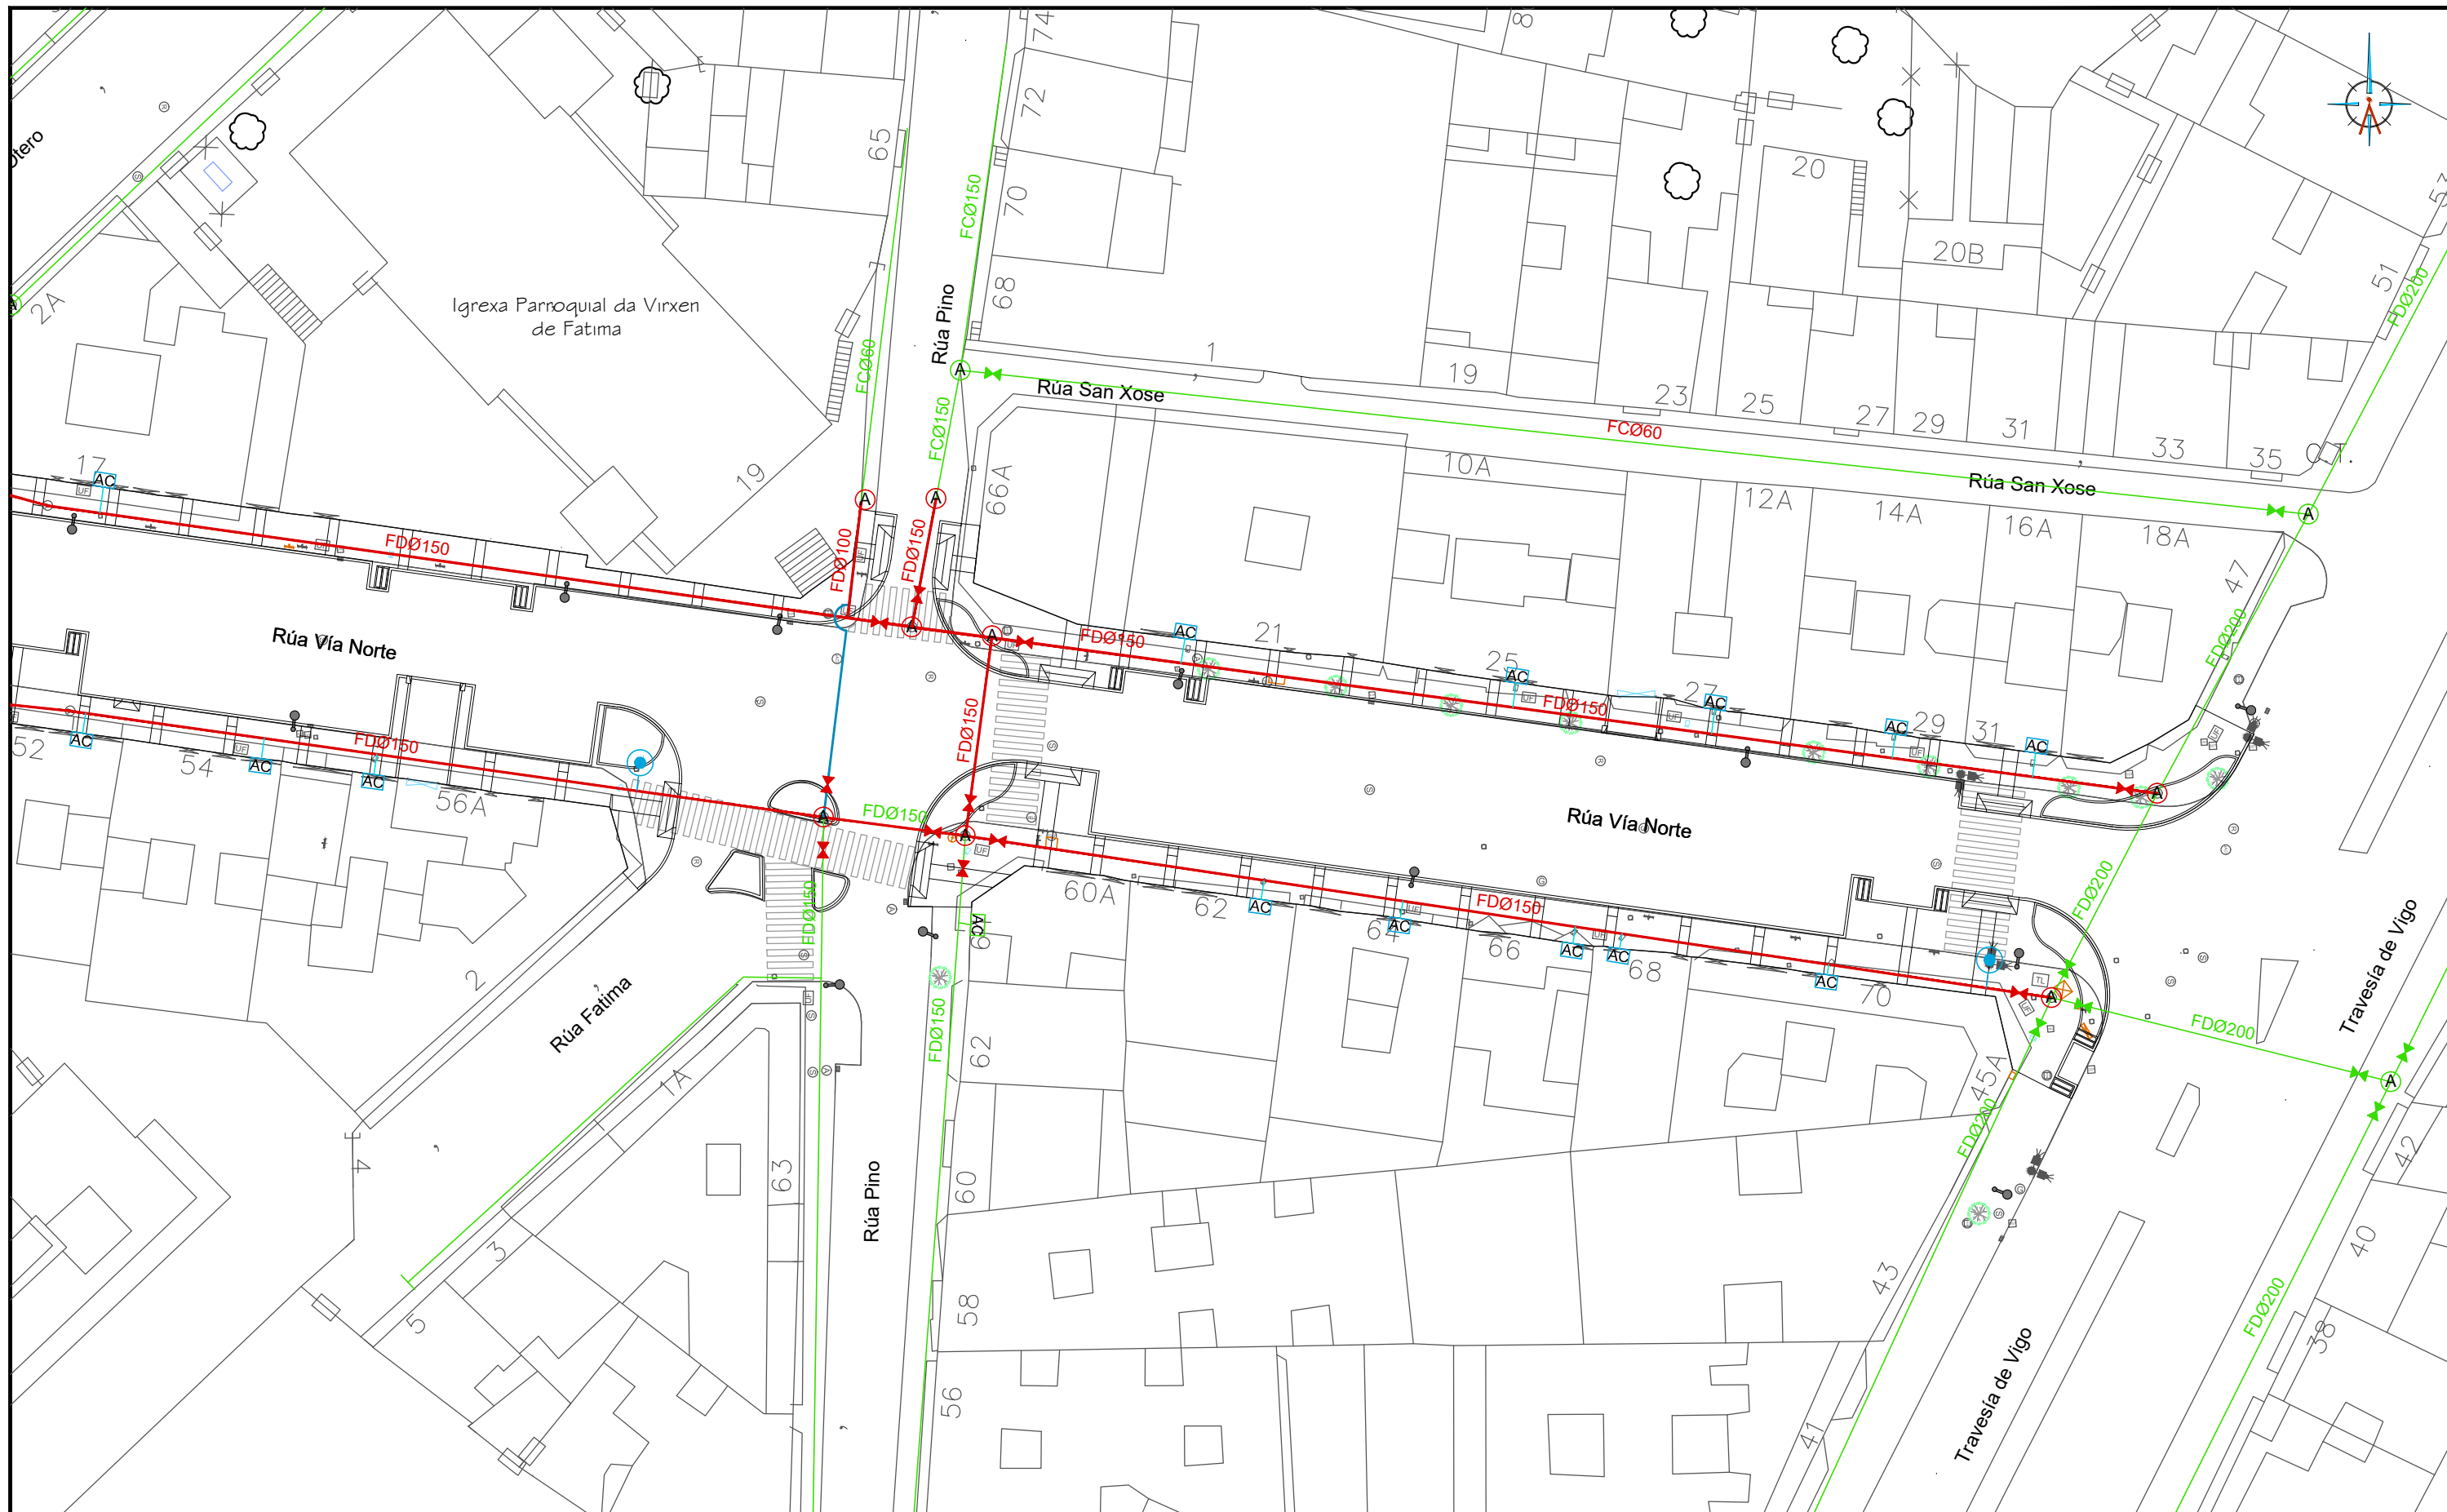 74
72
70
68
65
8
20
20B
53
51
Otero
2A
A
Igrexa Parroquial da Virxen
de Fatima
FCØ150
FCØ60
Rúa Pino
A
FCØ150
Rúa San Xose
1
19
23
25
27
29
31
33
35
C.T.
FCØ60
Rúa San Xose
FDØ200
A
17
AC
UF
19
A
A
66A
10A
12A
14A
16A
18A
47
FDØ150
FDØ100
FDØ150
FDØ200
Rúa Vía Norte
A
A
FDØ150
AC
21
25
AC
27
AC
FDØ150
AC
29
31
AC
A
52
AC
54
AC
FDØ150
AC
56A
FDØ150
A
FDØ150
A
Rúa Vía Norte
FDØ200
FDØ150
AC
60A
62
AC
64
AC
FDØ150
66
AC
AC
68
AC
70
A
TL
FDØ200
A
Travesía de Vigo
2
Rúa Fatima
1A
FDØ150
62
45A
FDØ200
4
3
5
63
Rúa Pino
60
58
56
43
41
42
40
38
FDØ200
Travesía de Vigo